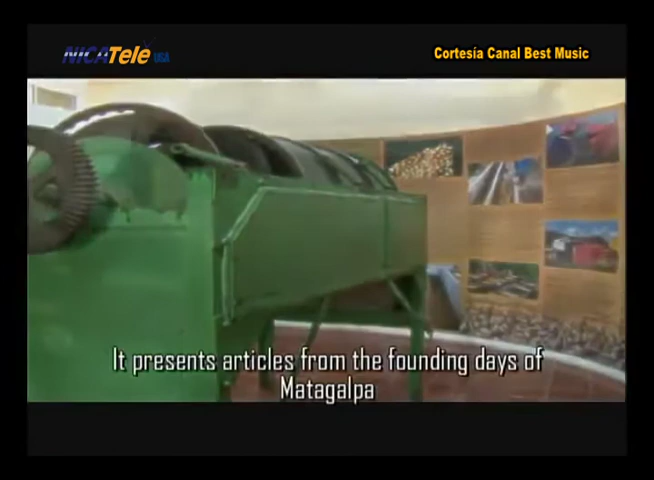 NICATele USA
Cortesía Canal Best Music
It presents articles from the founding days of
Matagalpa